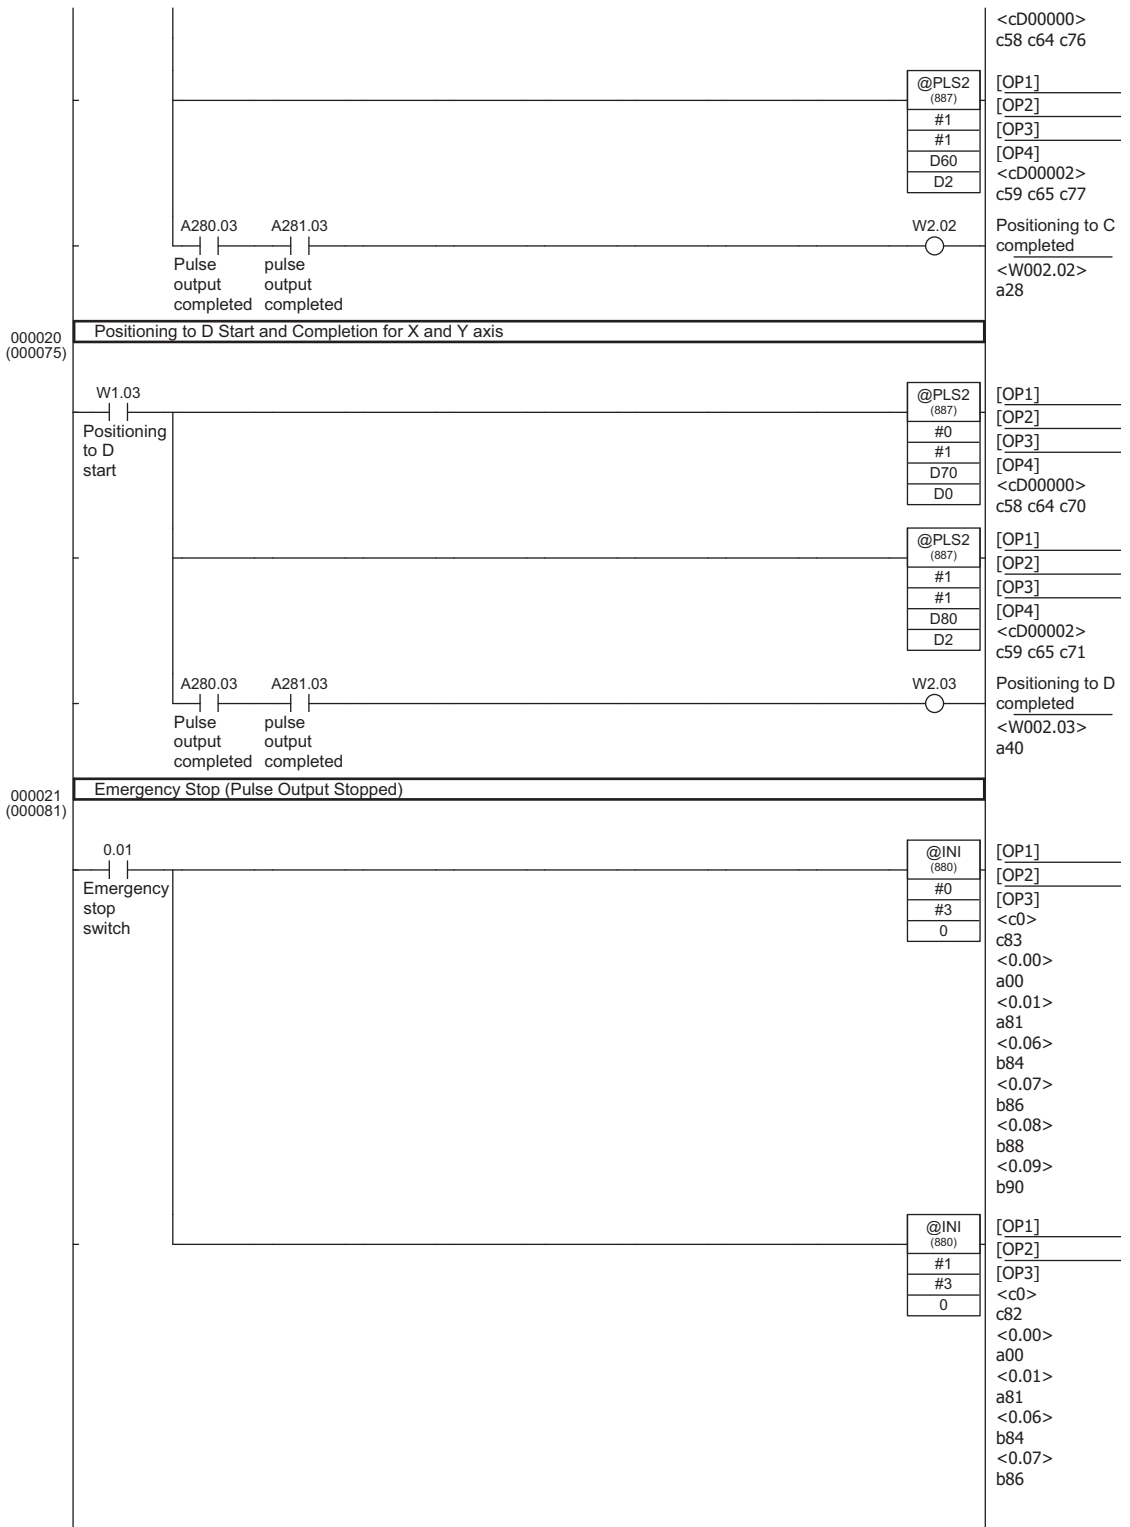 <cD00000>
c58 c64 c76
@PLS2
(887)
#1
#1
D60
D2
[OP1]
[OP2]
[OP3]
[OP4]
<cD00002>
c59 c65 c77
A280.03
A281.03
W2.02
Pulse
output
completed
pulse
output
completed
Positioning to C
completed
<W002.02>
a28
000020
(000075)
Positioning to D Start and Completion for X and Y axis
W1.03
Positioning
to D
start
@PLS2
(887)
#0
#1
D70
D0
[OP1]
[OP2]
[OP3]
[OP4]
<cD00000>
c58 c64 c70
@PLS2
(887)
#1
#1
D80
D2
[OP1]
[OP2]
[OP3]
[OP4]
<cD00002>
c59 c65 c71
A280.03
A281.03
W2.03
Pulse
output
completed
pulse
output
completed
Positioning to D
completed
<W002.03>
a40
000021
(000081)
Emergency Stop (Pulse Output Stopped)
0.01
Emergency
stop
switch
@INI
(880)
#0
#3
0
[OP1]
[OP2]
[OP3]
<c0>
c83
<0.00>
a00
<0.01>
a81
<0.06>
b84
<0.07>
b86
<0.08>
b88
<0.09>
b90
@INI
(880)
#1
#3
0
[OP1]
[OP2]
[OP3]
<c0>
c82
<0.00>
a00
<0.01>
a81
<0.06>
b84
<0.07>
b86